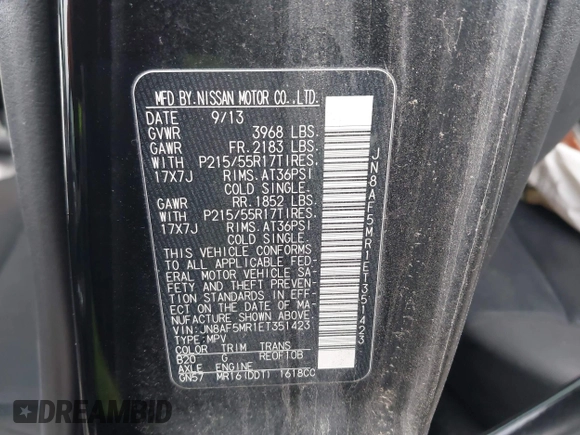 MFD BY.NISSAN MOTOR CO.,LTD.
DATE 9/13
GVWR 3968 LBS.
GAWR FR.2183 LBS.
WITH P215/55R17TIRES.
17X7J RIMS.AT36PSI
COLD SINGLE.
GAWR RR.1852 LBS.
WITH P215/55R17TIRES.
17X7J RIMS.AT36PSI
COLD SINGLE.
THIS VEHICLE CONFORMS
TO ALL APPLICABLE FED-
ERAL MOTOR VEHICLE SA-
FETY AND THEFT PREVENTION
STANDARDS IN EFF-
ECT ON THE DATE OF MA-
NUFACTURE SHOWN ABOVE.
VIN:JN8AF5MR1ET351423
TYPE:MPV
COLOR TRIM TRANS
B20 G RE0F10B
AXLE ENGINE
GN57 MR16(DDT) 1618CC
JN8AF5MR1ET351423